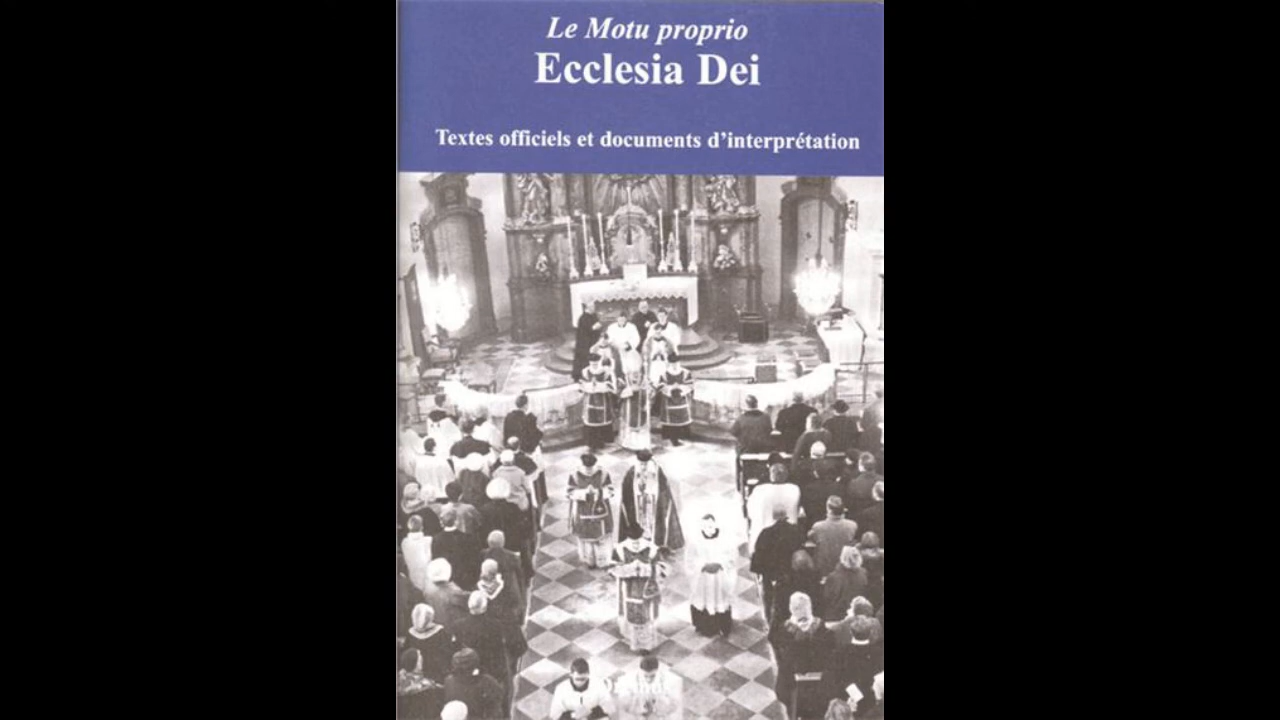 Le Motu proprio
Ecclesia Dei
Textes officiels et documents d'interprétation